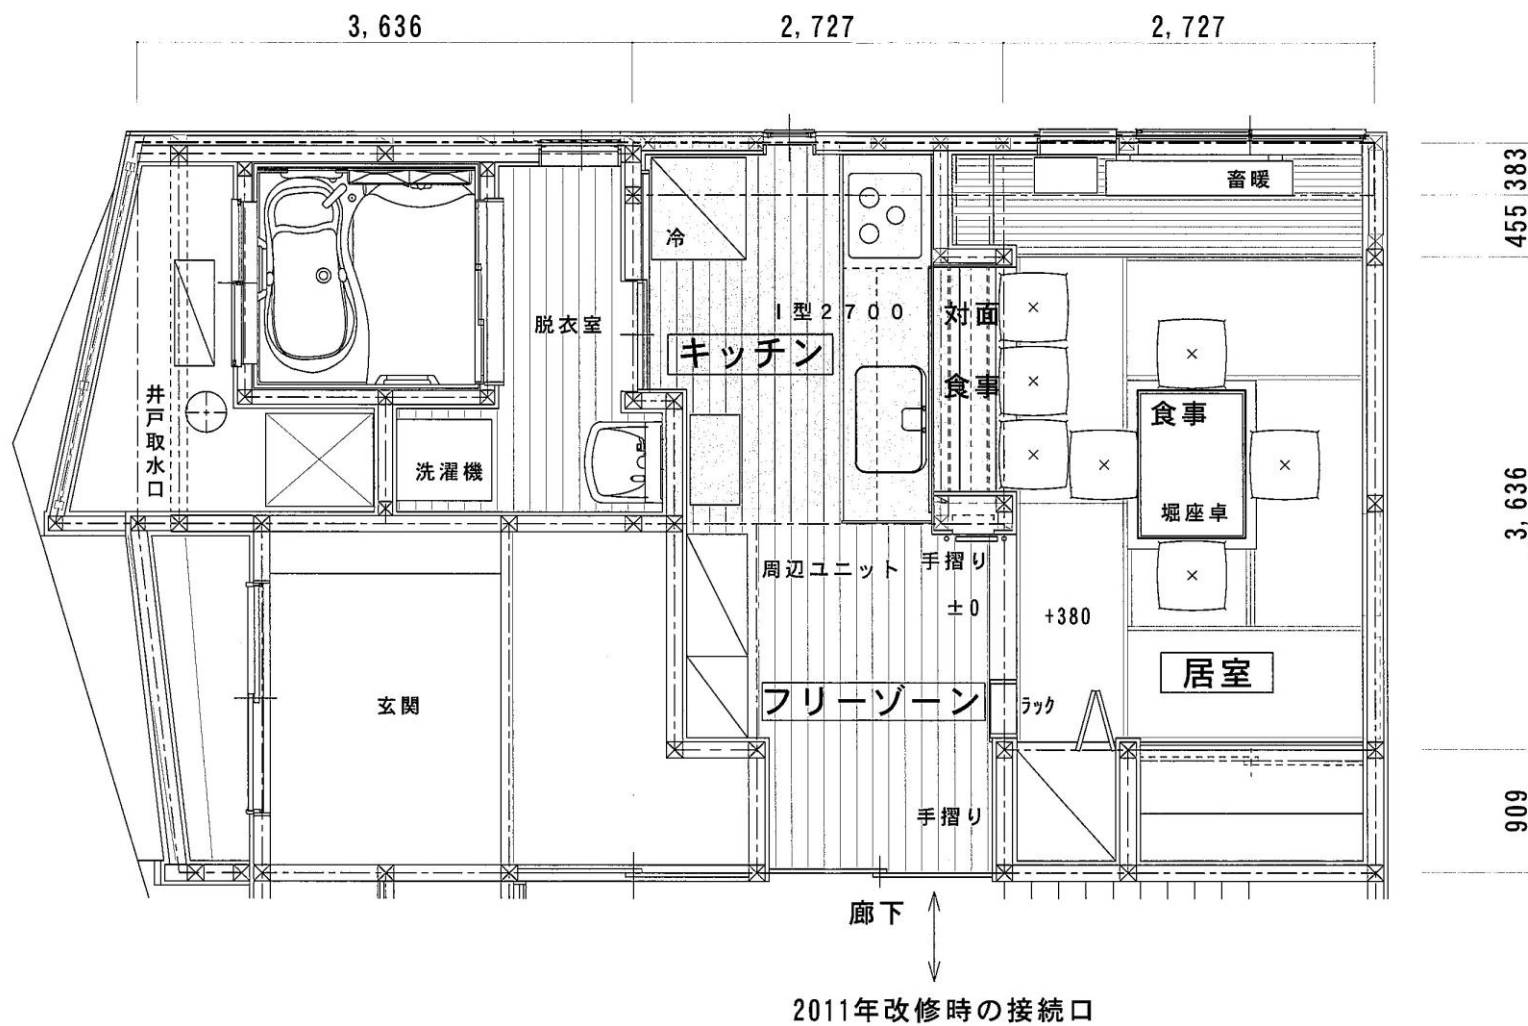 3,636
2,727
2,727
383
455
3,636
909
畜暖
冷
脱衣室
I型2700
キッチン
対面
食事
井戸取水口
洗濯機
食事
堀座卓
周辺ユニット
手摺り
±0
+380
居室
玄関
フリーゾーン
ラック
手摺り
廊下
2011年改修時の接続口